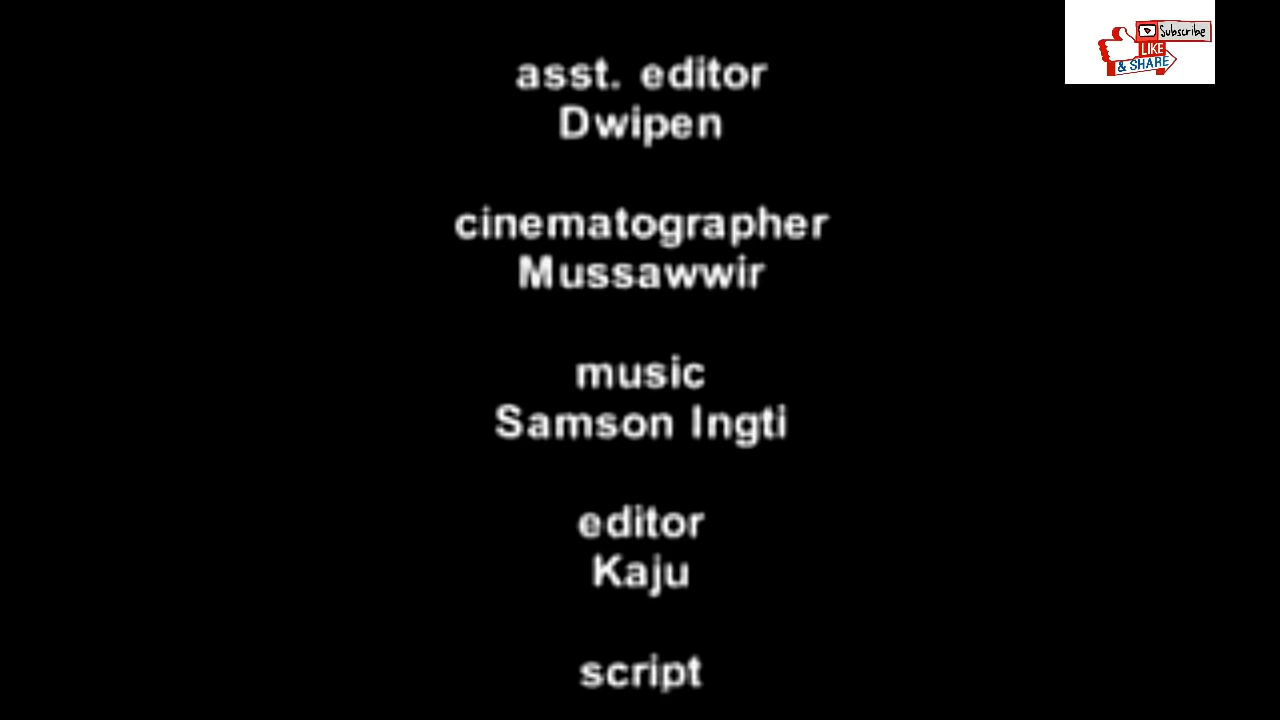 Subscribe
LIKE
& SHARE
asst. editor
Dwipen
cinematographer
Mussawwir
music
Samson Ingti
editor
Kaju
script